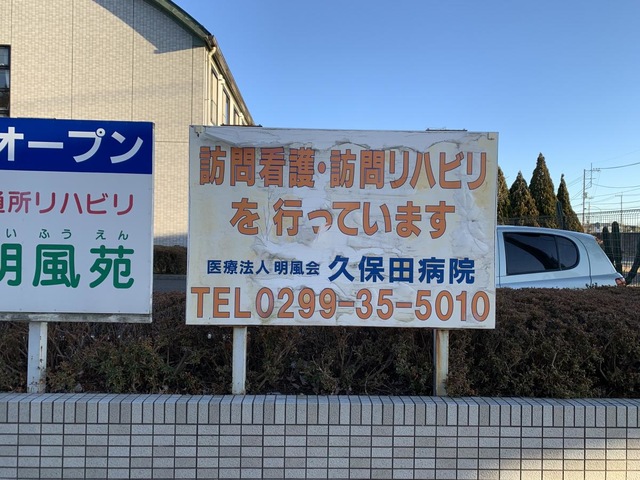 オープン
通所リハビリ
いふうえん
明風苑
訪問看護・訪問リハビリ
を行っています
医療法人明風会 久保田病院
TEL0299-35-5010